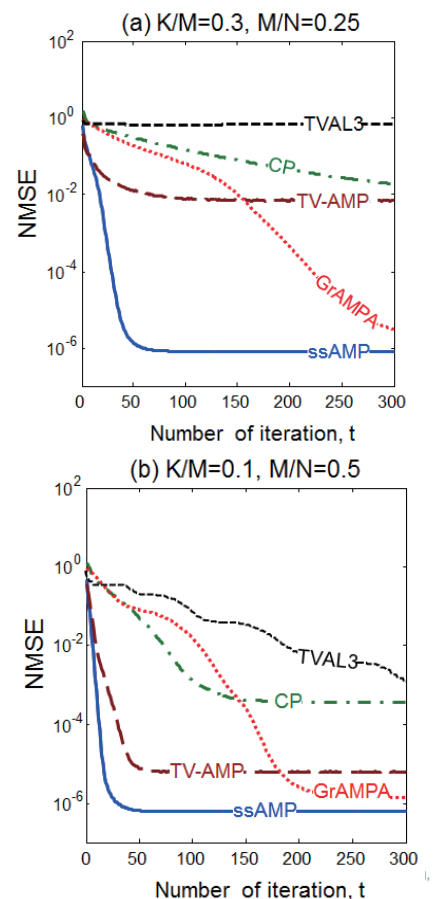 (a) K/M=0.3, M/N=0.25
10^2
TVAL3
10^0
CP
NMSE
10^-2
TV-AMP
10^-4
GrAMPA
10^-6
ssAMP
0 50 100 150 200 250 300
Number of iteration, t
(b) K/M=0.1, M/N=0.5
10^2
10^0
NMSE
10^-2
TVAL3
CP
10^-4
TV-AMP
GrAMPA
10^-6
ssAMP
0 50 100 150 200 250 300
Number of iteration, t